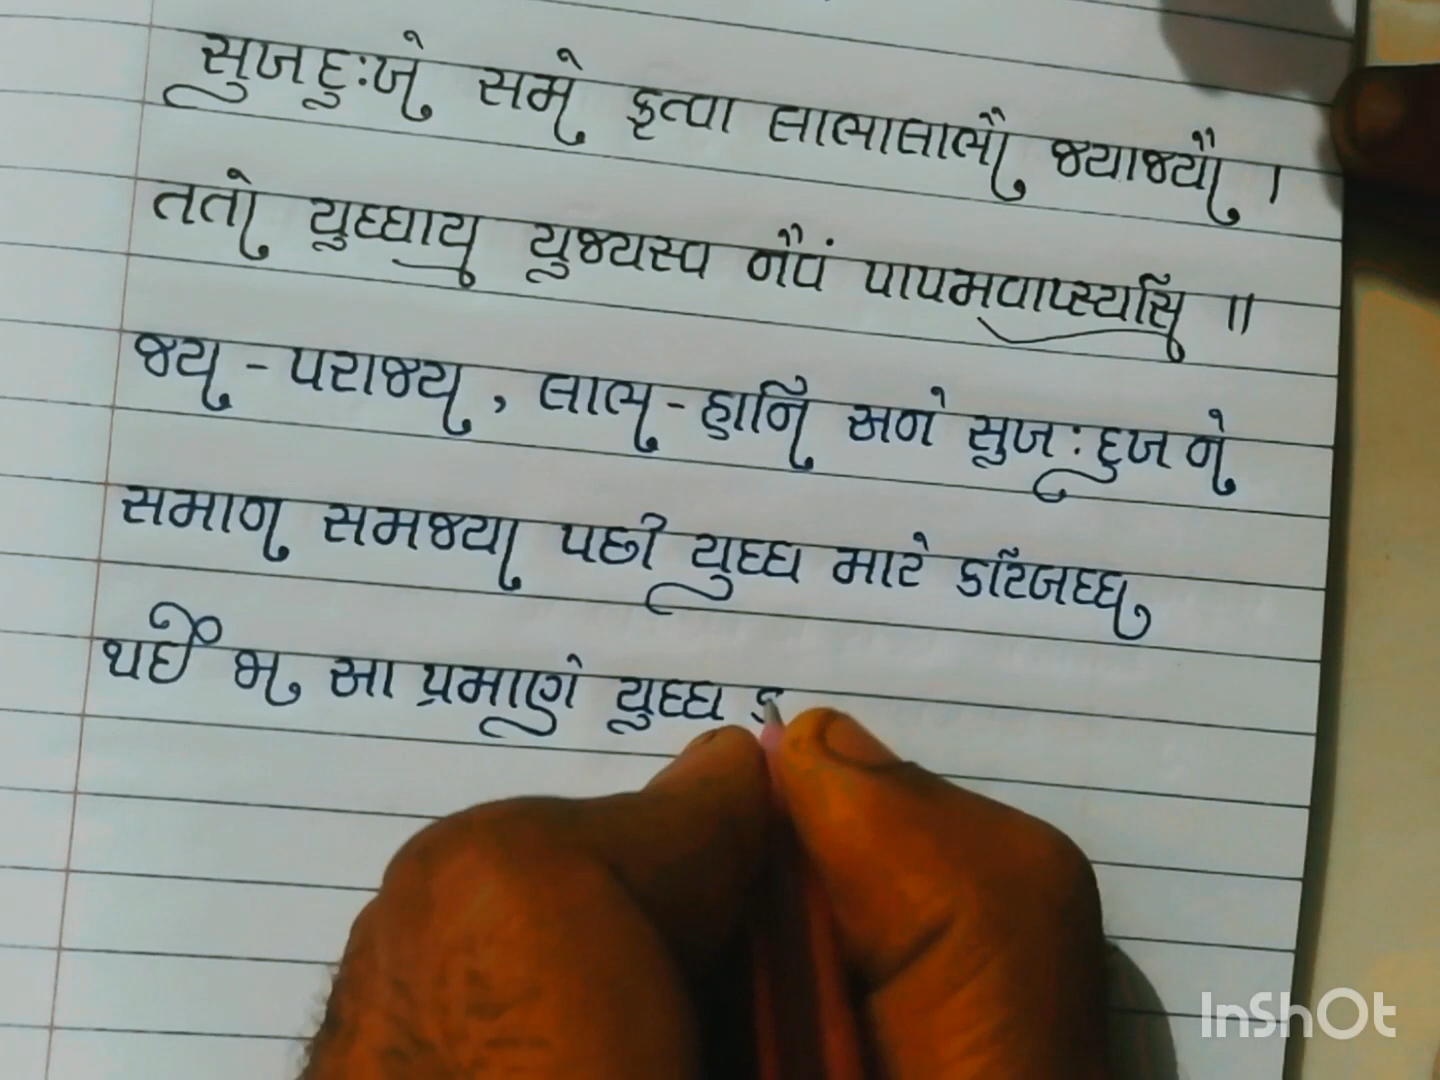 સુખદુઃખે સમે કૃત્વા લાભાલાભૌ જયાજયૌ ।
તતો યુદ્ધાય યુજ્યસ્વ નૈવં પાપમવાપ્સ્યસિ ॥
જય - પરાજય , લાભ - હાનિ અને સુખ : દુખ ને
સમાન સમજ્યા પછી યુદ્ધ માટે કટિબદ્ધ
થઈ જા આ પ્રમાણે યુદ્ધ
InShOt